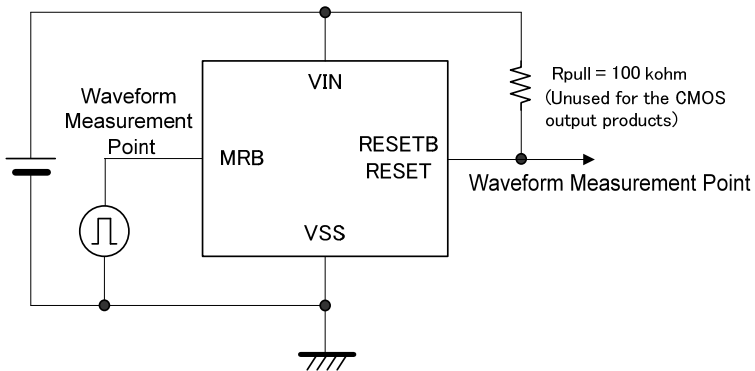 VIN
Rpull = 100 kohm
(Unused for the CMOS
output products)
Waveform
Measurement
Point
MRB
RESETB
RESET
Waveform Measurement Point
VSS